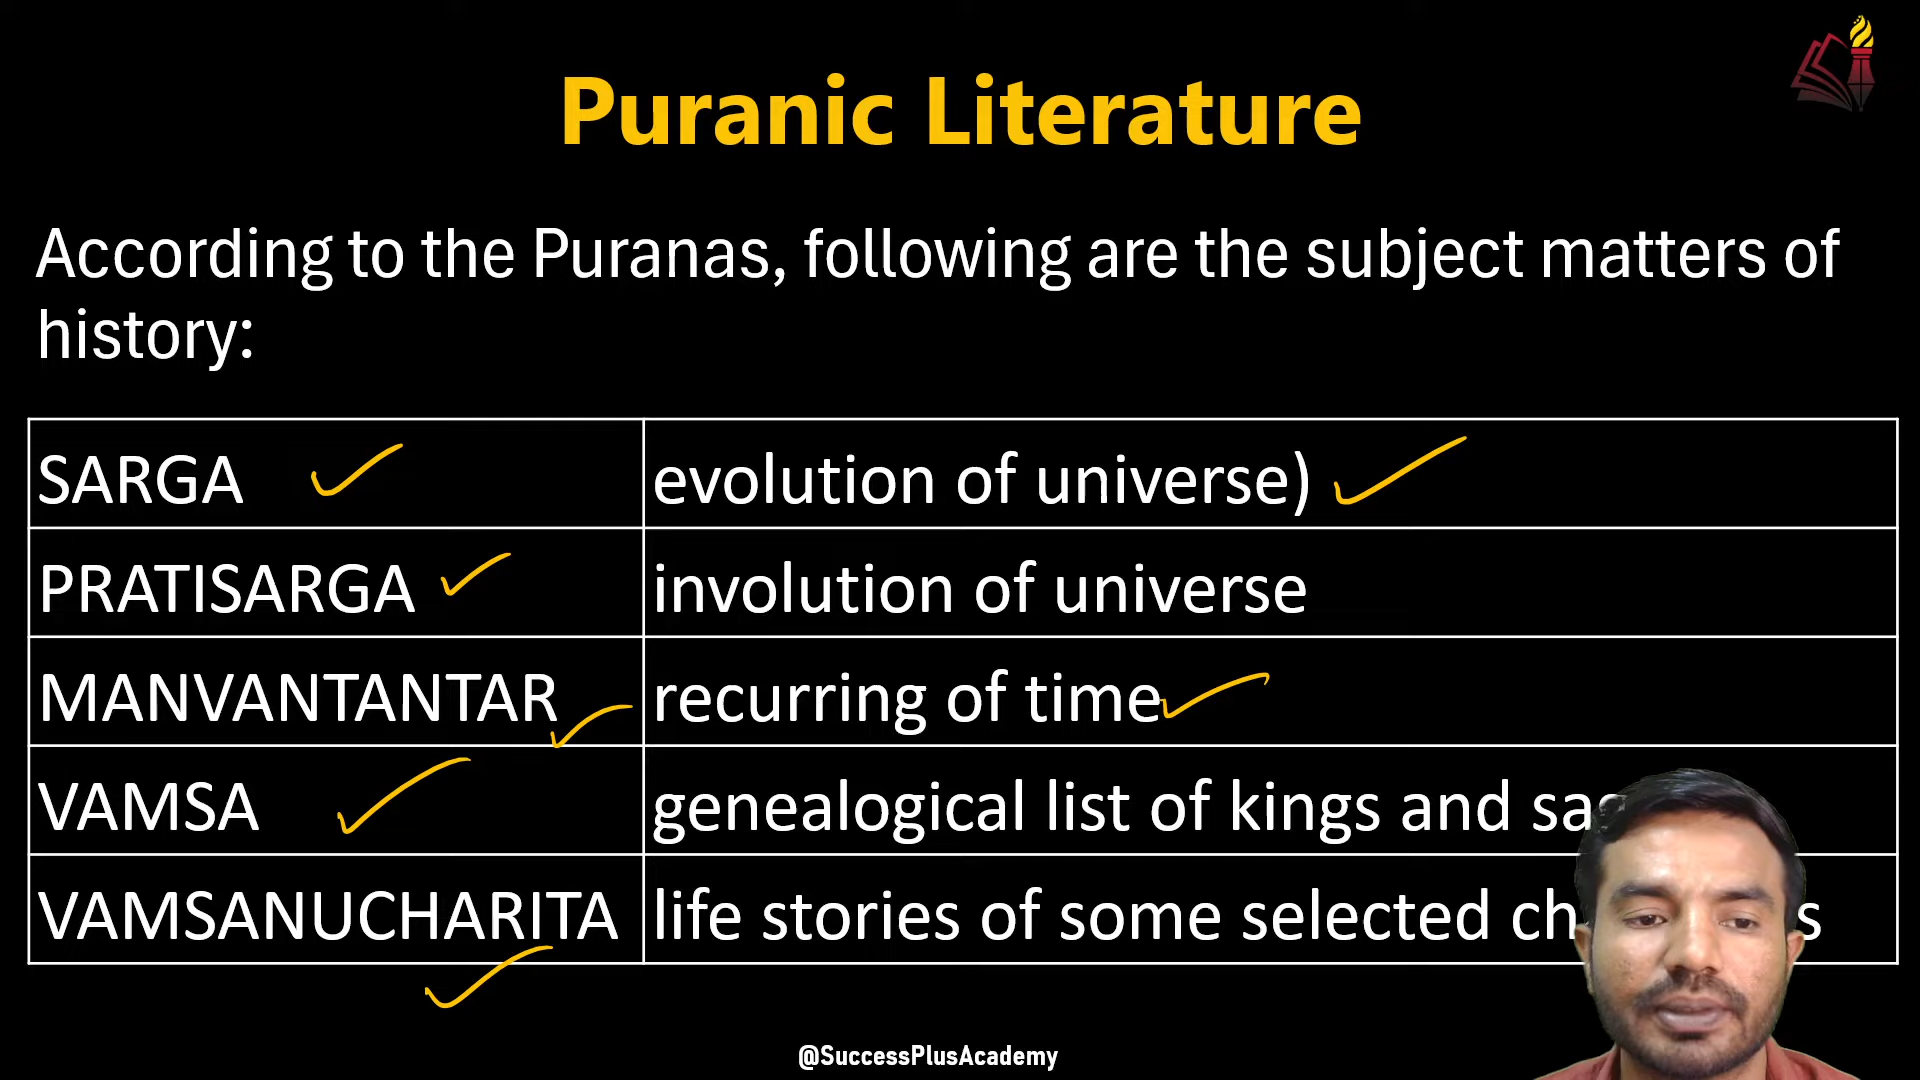 Puranic Literature
According to the Puranas, following are the subject matters of
history:
SARGA evolution of universe)
PRATISARGA involution of universe
MANVANTANTAR recurring of time
VAMSA genealogical list of kings and
VAMSANUCHARITA life stories of some selected
@SuccessPlusAcademy